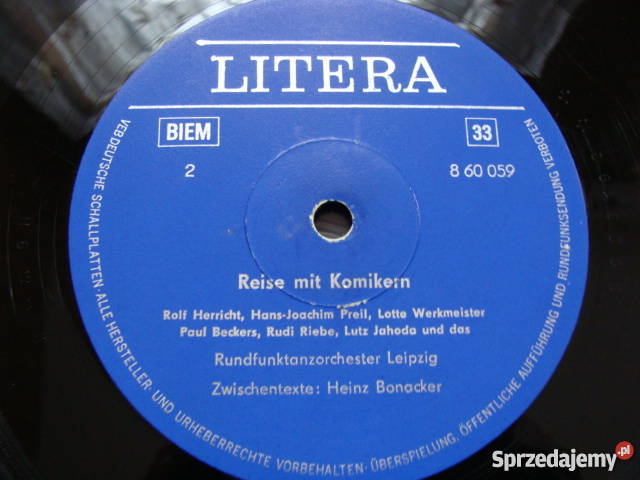 LITERA
BIEM
33
2
8 60 059
Reise mit Komikern
Rolf Herricht, Hans-Joachim Preil, Lotte Werkmeister
Paul Beckers, Rudi Riebe, Lutz Jahoda und das
Rundfunktanzorchester Leipzig
Zwischentexte: Heinz Bonacker
VEB DEUTSCHE SCHALLPLATTEN · ALLE HERSTELLER- UND URHEBERRECHTE VORBEHALTEN · ÜBERSPIELUNG, ÖFFENTLICHE AUFFÜHRUNG UND RUNDFUNKSENDUNG VERBOTEN
Sprzedajemy.pl